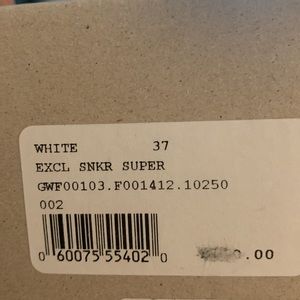 WHITE 37
EXCL SNKR SUPER
GWF00103.F001412.10250
002
0 60075 55402 0
.00